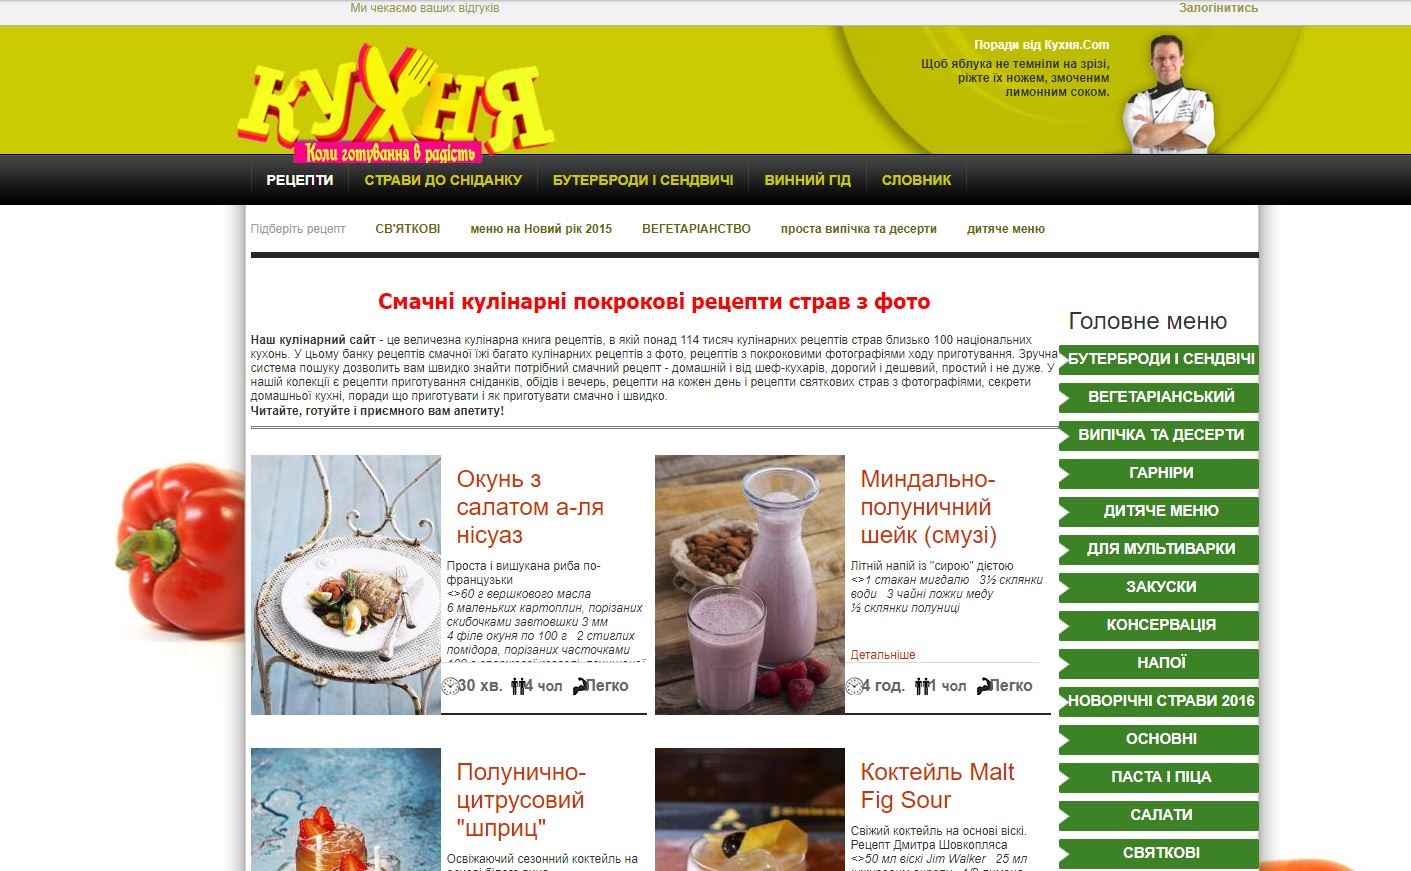 Ми чекаємо ваших відгуків
Залогінитись
КУХНЯ
Коли готування в радість
Поради від Кухня.Com
Щоб яблука не темніли на зрізі,
ріжте їх ножем, змоченим
лимонним соком.
РЕЦЕПТИ СТРАВИ ДО СНІДАНКУ БУТЕРБРОДИ І СЕНДВИЧІ ВИННИЙ ГІД СЛОВНИК
Підберіть рецепт СВ'ЯТКОВІ меню на Новий рік 2015 ВЕГЕТАРІАНСТВО проста випічка та десерти дитяче меню
Смачні кулінарні покрокові рецепти страв з фото
Наш кулінарний сайт - це величезна кулінарна книга рецептів, в якій понад 114 тисяч кулінарних рецептів страв близько 100 національних
кухонь. У цьому банку рецептів смачної їжі багато кулінарних рецептів з фото, рецептів з покроковими фотографіями ходу приготування. Зручна
система пошуку дозволить вам швидко знайти потрібний смачний рецепт - домашній і від шеф-кухарів, дорогий і дешевий, простий і не дуже. У
нашій колекції є рецепти приготування сніданків, обідів і вечерь, рецепти на кожен день і рецепти святкових страв з фотографіями, секрети
домашньої кухні, поради що приготувати і як приготувати смачно і швидко.
Читайте, готуйте і приємного вам апетиту!
Окунь з
салатом а-ля
нісуаз
Проста і вишукана риба по-
французьки
<>60 г вершкового масла
6 маленьких картоплин, порізаних
скибочками завтовшки 3 мм
4 філе окуня по 100 г 2 стиглих
помідора, порізаних часточками
30 хв. 4 чол Легко
Миндально-
полуничний
шейк (смузі)
Літній напій із "сирою" дієтою
<>1 стакан мигдалю 3½ склянки
води 3 чайні ложки меду
½ склянки полуниці
Детальніше
4 год. 1 чол Легко
Полунично-
цитрусовий
"шприц"
Освіжаючий сезонний коктейль на
основі білого вина
Коктейль Malt
Fig Sour
Свіжий коктейль на основі віскі.
Рецепт Дмитра Шовкопляса
<>50 мл віскі Jim Walker 25 мл
Головне меню
БУТЕРБРОДИ І СЕНДВІЧІ
ВЕГЕТАРІАНСЬКИЙ
ВИПІЧКА ТА ДЕСЕРТИ
ГАРНІРИ
ДИТЯЧЕ МЕНЮ
ДЛЯ МУЛЬТИВАРКИ
ЗАКУСКИ
КОНСЕРВАЦІЯ
НАПОЇ
НОВОРІЧНІ СТРАВИ 2016
ОСНОВНІ
ПАСТА І ПІЦА
САЛАТИ
СВЯТКОВІ